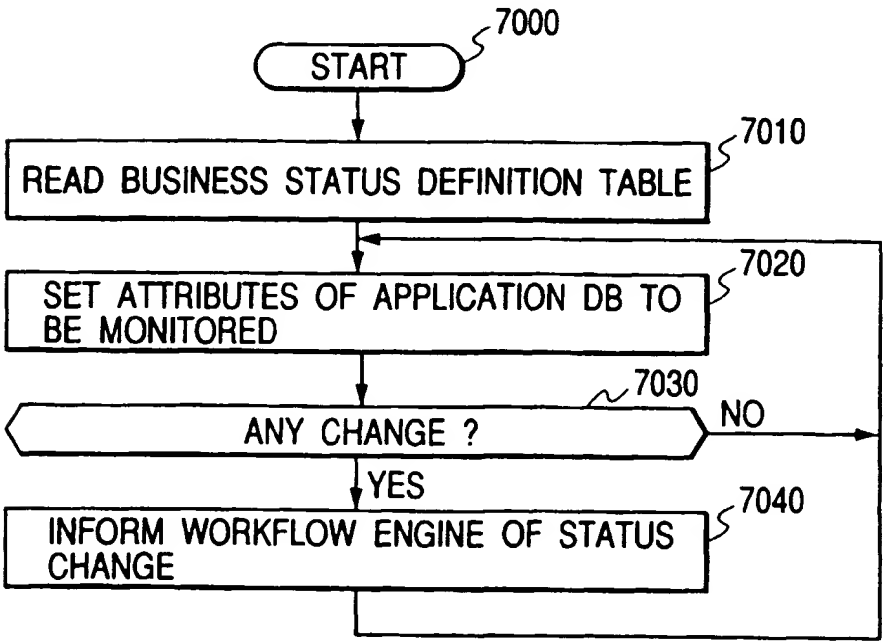 7000
START
7010
READ BUSINESS STATUS DEFINITION TABLE
7020
SET ATTRIBUTES OF APPLICATION DB TO
BE MONITORED
7030
ANY CHANGE ?
NO
YES
7040
INFORM WORKFLOW ENGINE OF STATUS
CHANGE